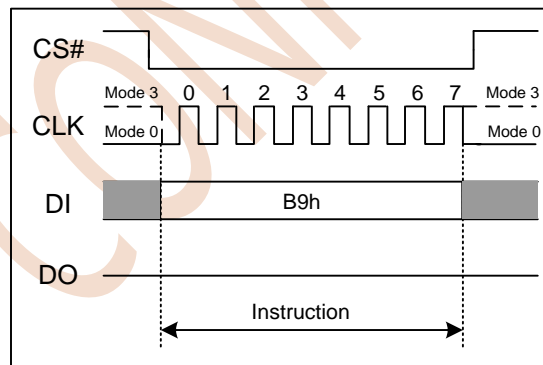 CS#
Mode 3 0 1 2 3 4 5 6 7 Mode 3
CLK
Mode 0 Mode 0
DI B9h
DO
Instruction